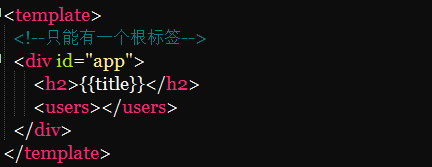 <template>
<!--只能有一个根标签-->
<div id="app">
<h2>{{title}}</h2>
<users></users>
</div>
</template>